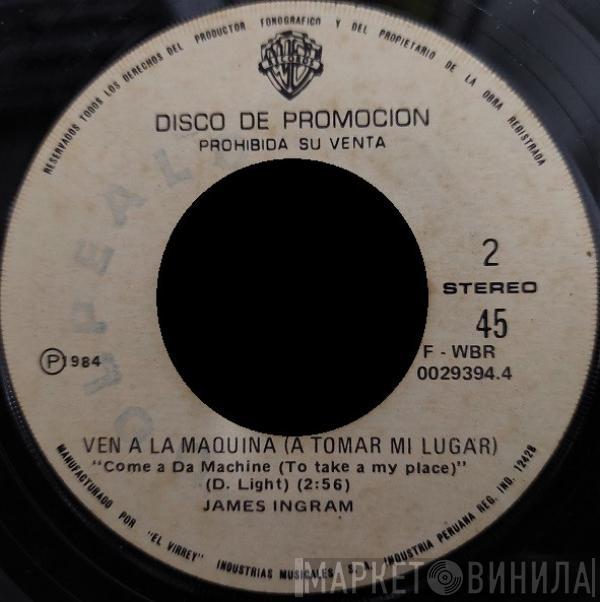 RESERVADOS TODOS LOS DERECHOS DEL PRODUCTOR FONOGRAFICO Y DEL PROPIETARIO DE LA OBRA REGISTRADA
RECORDS
DISCO DE PROMOCION
PROHIBIDA SU VENTA
2
STEREO
45
F - WBR
0029394.4
Ⓟ1984
VEN A LA MAQUINA (A TOMAR MI LUGAR)
"Come a Da Machine (To take a my place)"
(D. Light) (2:56)
JAMES INGRAM
MANUFACTURADO POR "EL VIRREY" INDUSTRIAS MUSICALES S.A. INDUSTRIA PERUANA REG. IND. 12428
МАРКЕТ ВИНИЛА